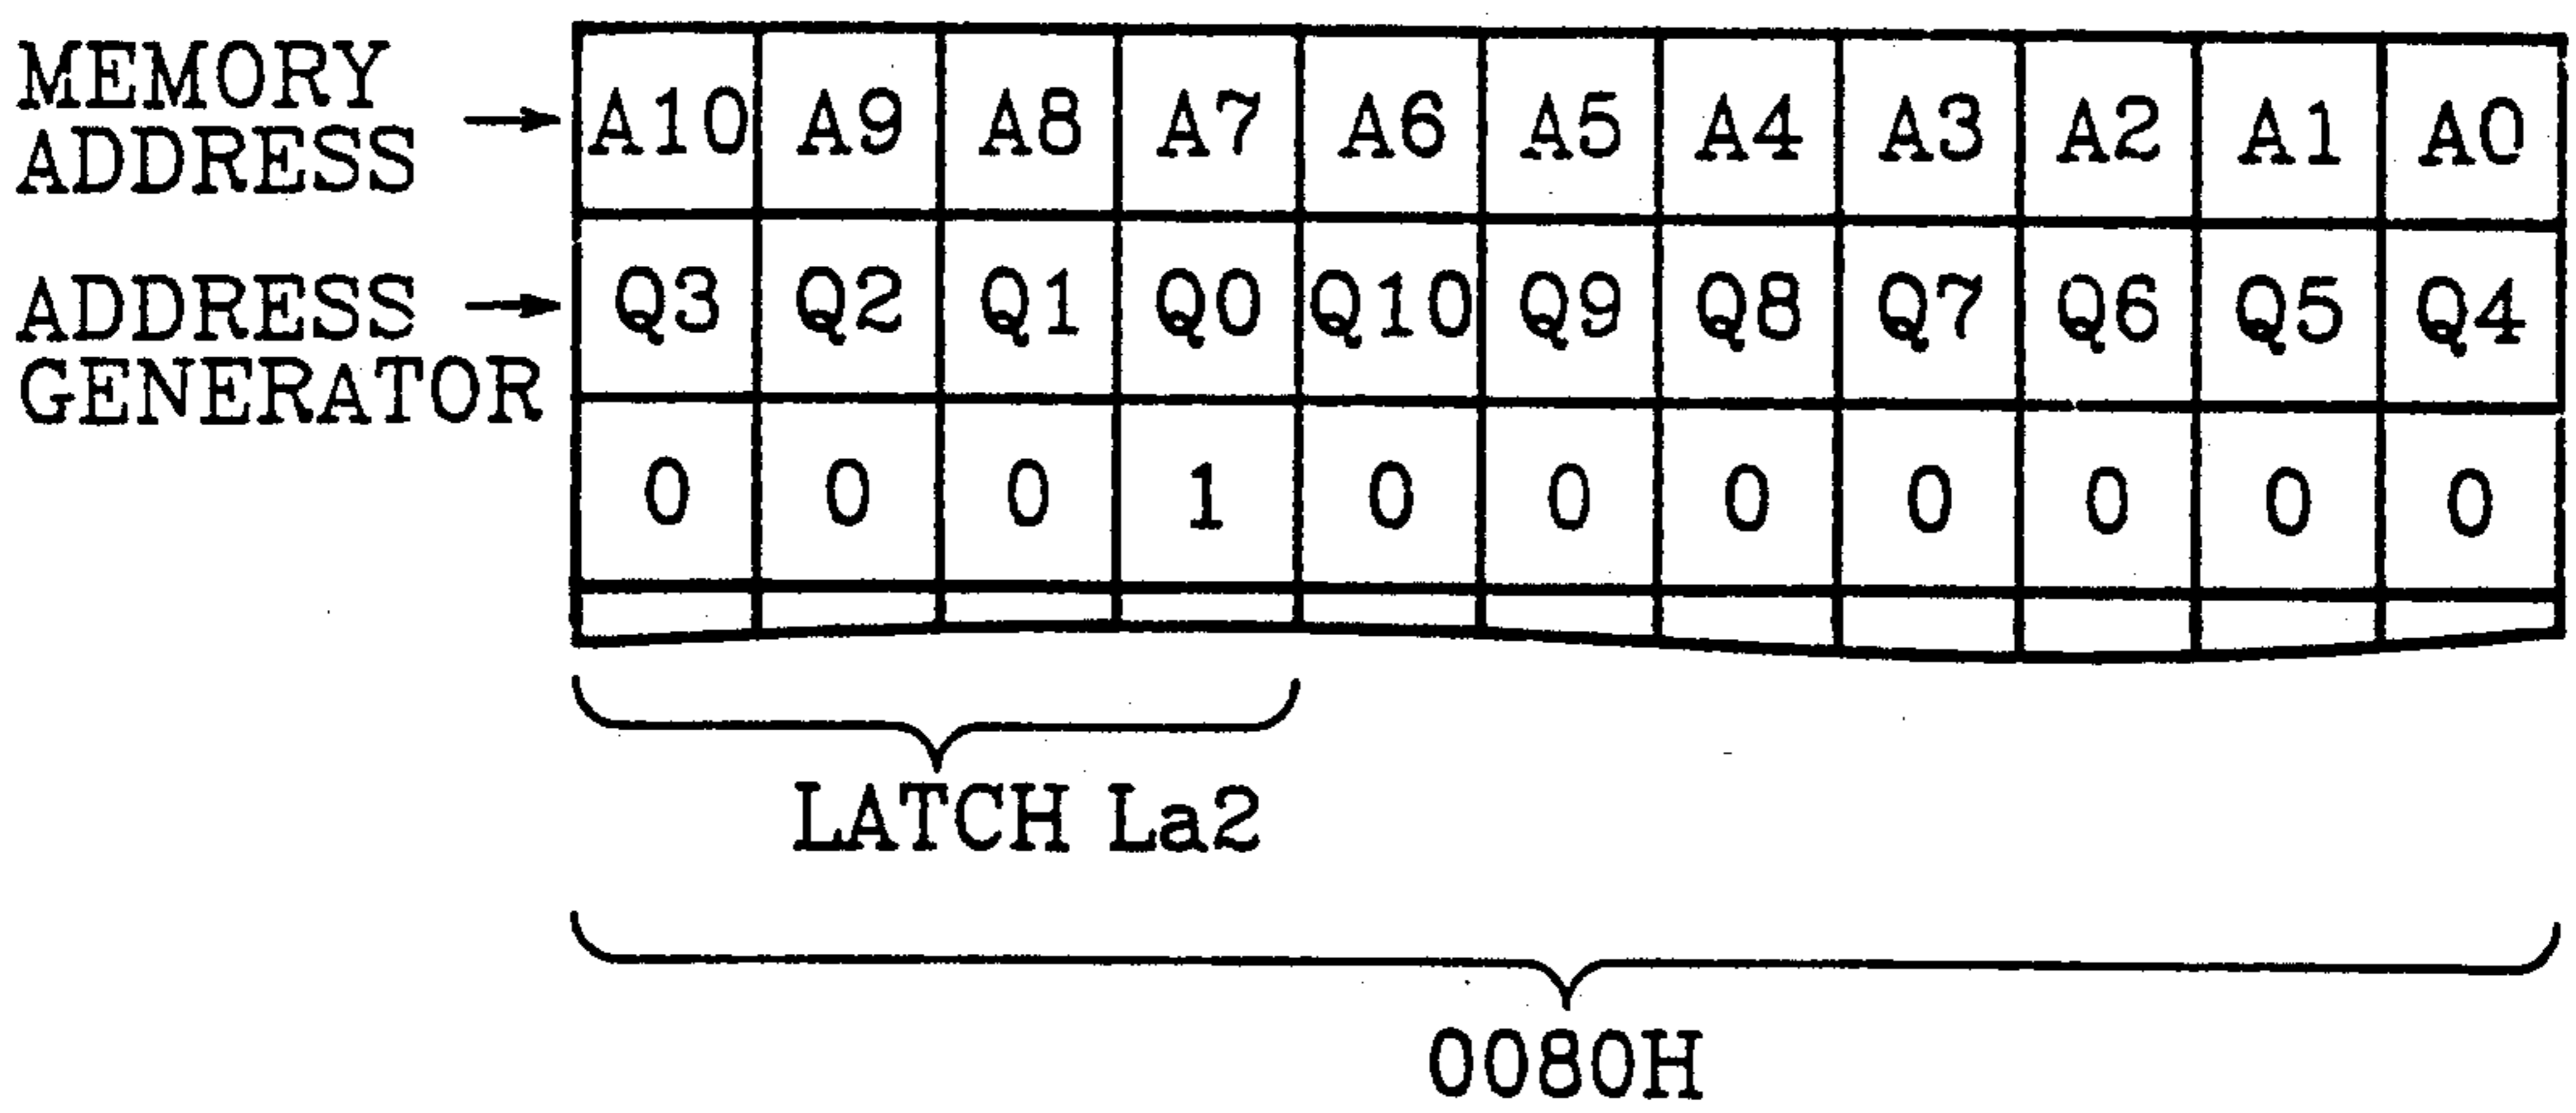 MEMORY
ADDRESS → A10 A9 A8 A7 A6 A5 A4 A3 A2 A1 A0
ADDRESS → Q3 Q2 Q1 Q0 Q10 Q9 Q8 Q7 Q6 Q5 Q4
GENERATOR
0 0 0 1 0 0 0 0 0 0 0
LATCH La2
0080H